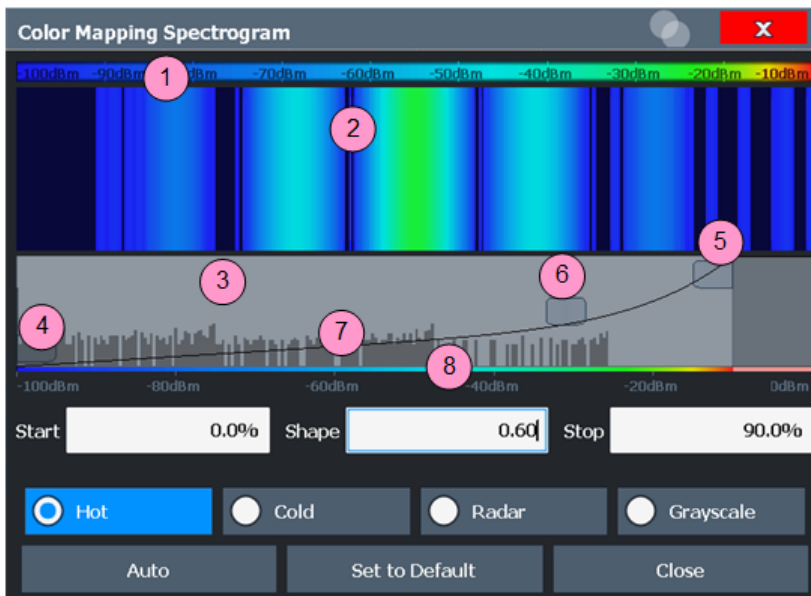 Color Mapping Spectrogram X
-100dBm -90dBm dBm -70dBm -60dBm -50dBm -40dBm -30dBm -20dBm -10dBm
1
2
3
4
5
6
7
8
-100dBm -80dBm -60dBm -40dBm -20dBm 0dBm
Start 0.0% Shape 0.60 Stop 90.0%
Hot Cold Radar Grayscale
Auto Set to Default Close